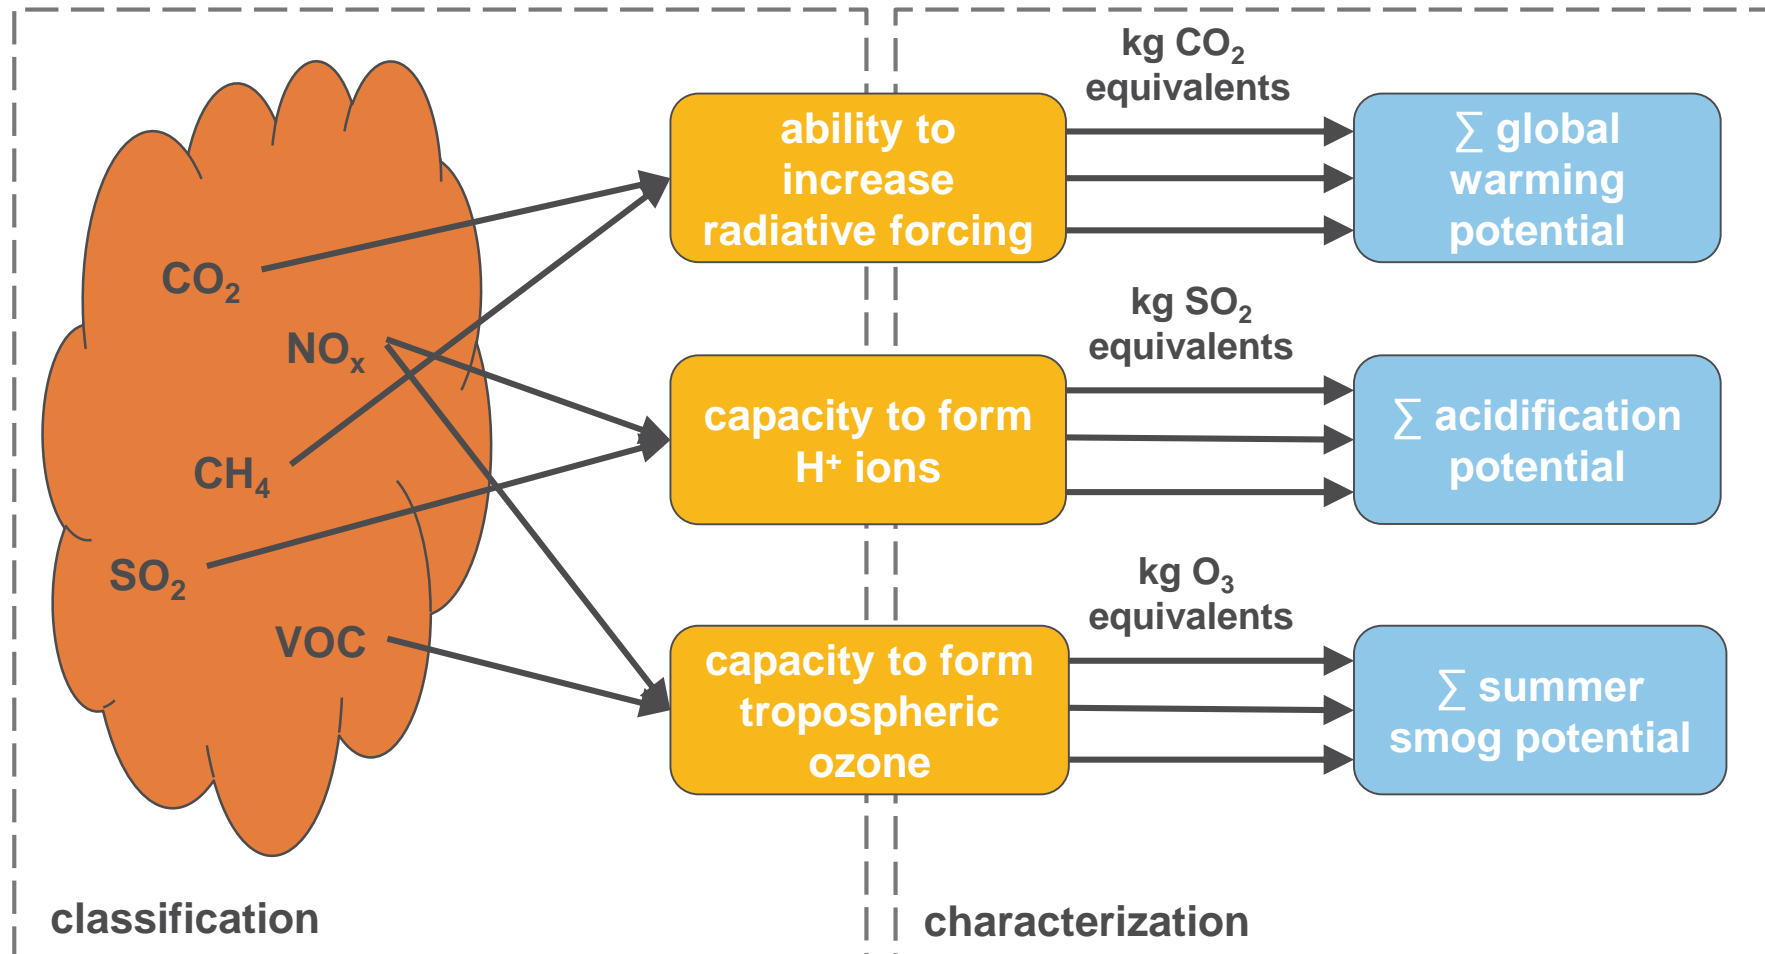 kg CO₂
equivalents
ability to
increase
radiative forcing
∑ global
warming
potential
CO₂
NOₓ
CH₄
SO₂
VOC
kg SO₂
equivalents
capacity to form
H⁺ ions
∑ acidification
potential
kg O₃
equivalents
capacity to form
tropospheric
ozone
∑ summer
smog potential
classification
characterization